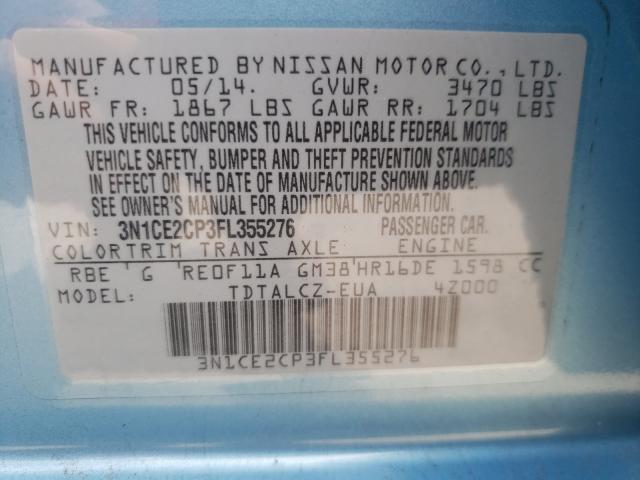 MANUFACTURED BY NISSAN MOTOR CO., LTD.
DATE: 05/14. GVWR: 3470 LBS
GAWR FR: 1867 LBS GAWR RR: 1704 LBS
THIS VEHICLE CONFORMS TO ALL APPLICABLE FEDERAL MOTOR
VEHICLE SAFETY, BUMPER AND THEFT PREVENTION STANDARDS
IN EFFECT ON THE DATE OF MANUFACTURE SHOWN ABOVE.
SEE OWNER'S MANUAL FOR ADDITIONAL INFORMATION.
VIN: 3N1CE2CP3FL355276 PASSENGER CAR.
COLORTRIM TRANS AXLE ENGINE
RBE G RE0F11A GM38 HR16DE 1598 CC
MODEL: TDTALCZ-EUA 4Z000
3N1CE2CP3FL355276